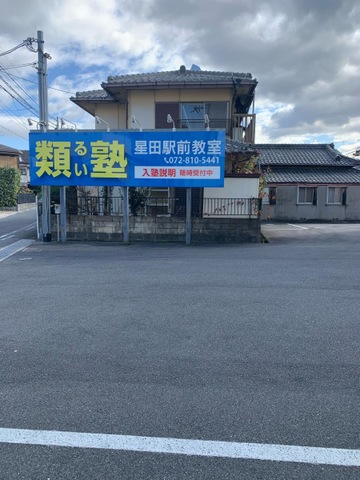 類塾
るい
星田駅前教室
072-810-5441
入塾説明 随時受付中